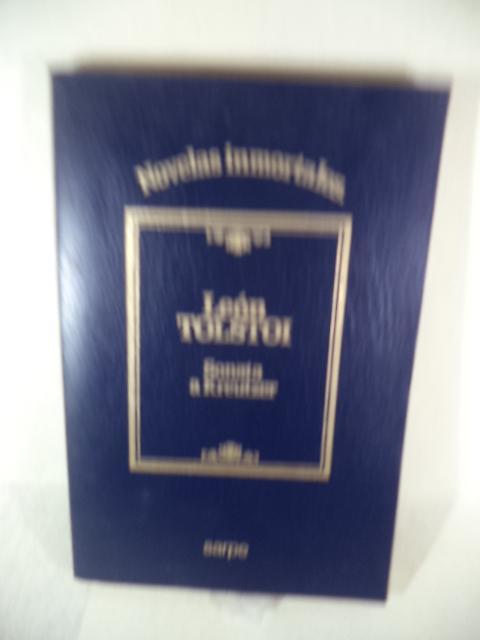 Novelas inmortales
León
TOLSTOI
Sonata
a Kreutzer
sarpe